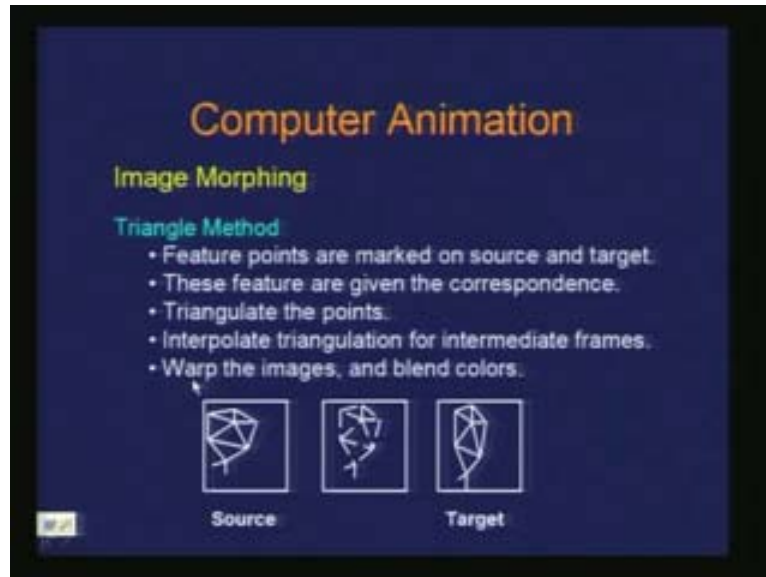 Computer Animation
Image Morphing
Triangle Method
• Feature points are marked on source and target.
• These feature are given the correspondence.
• Triangulate the points.
• Interpolate triangulation for intermediate frames.
• Warp the images, and blend colors.
Source
Target